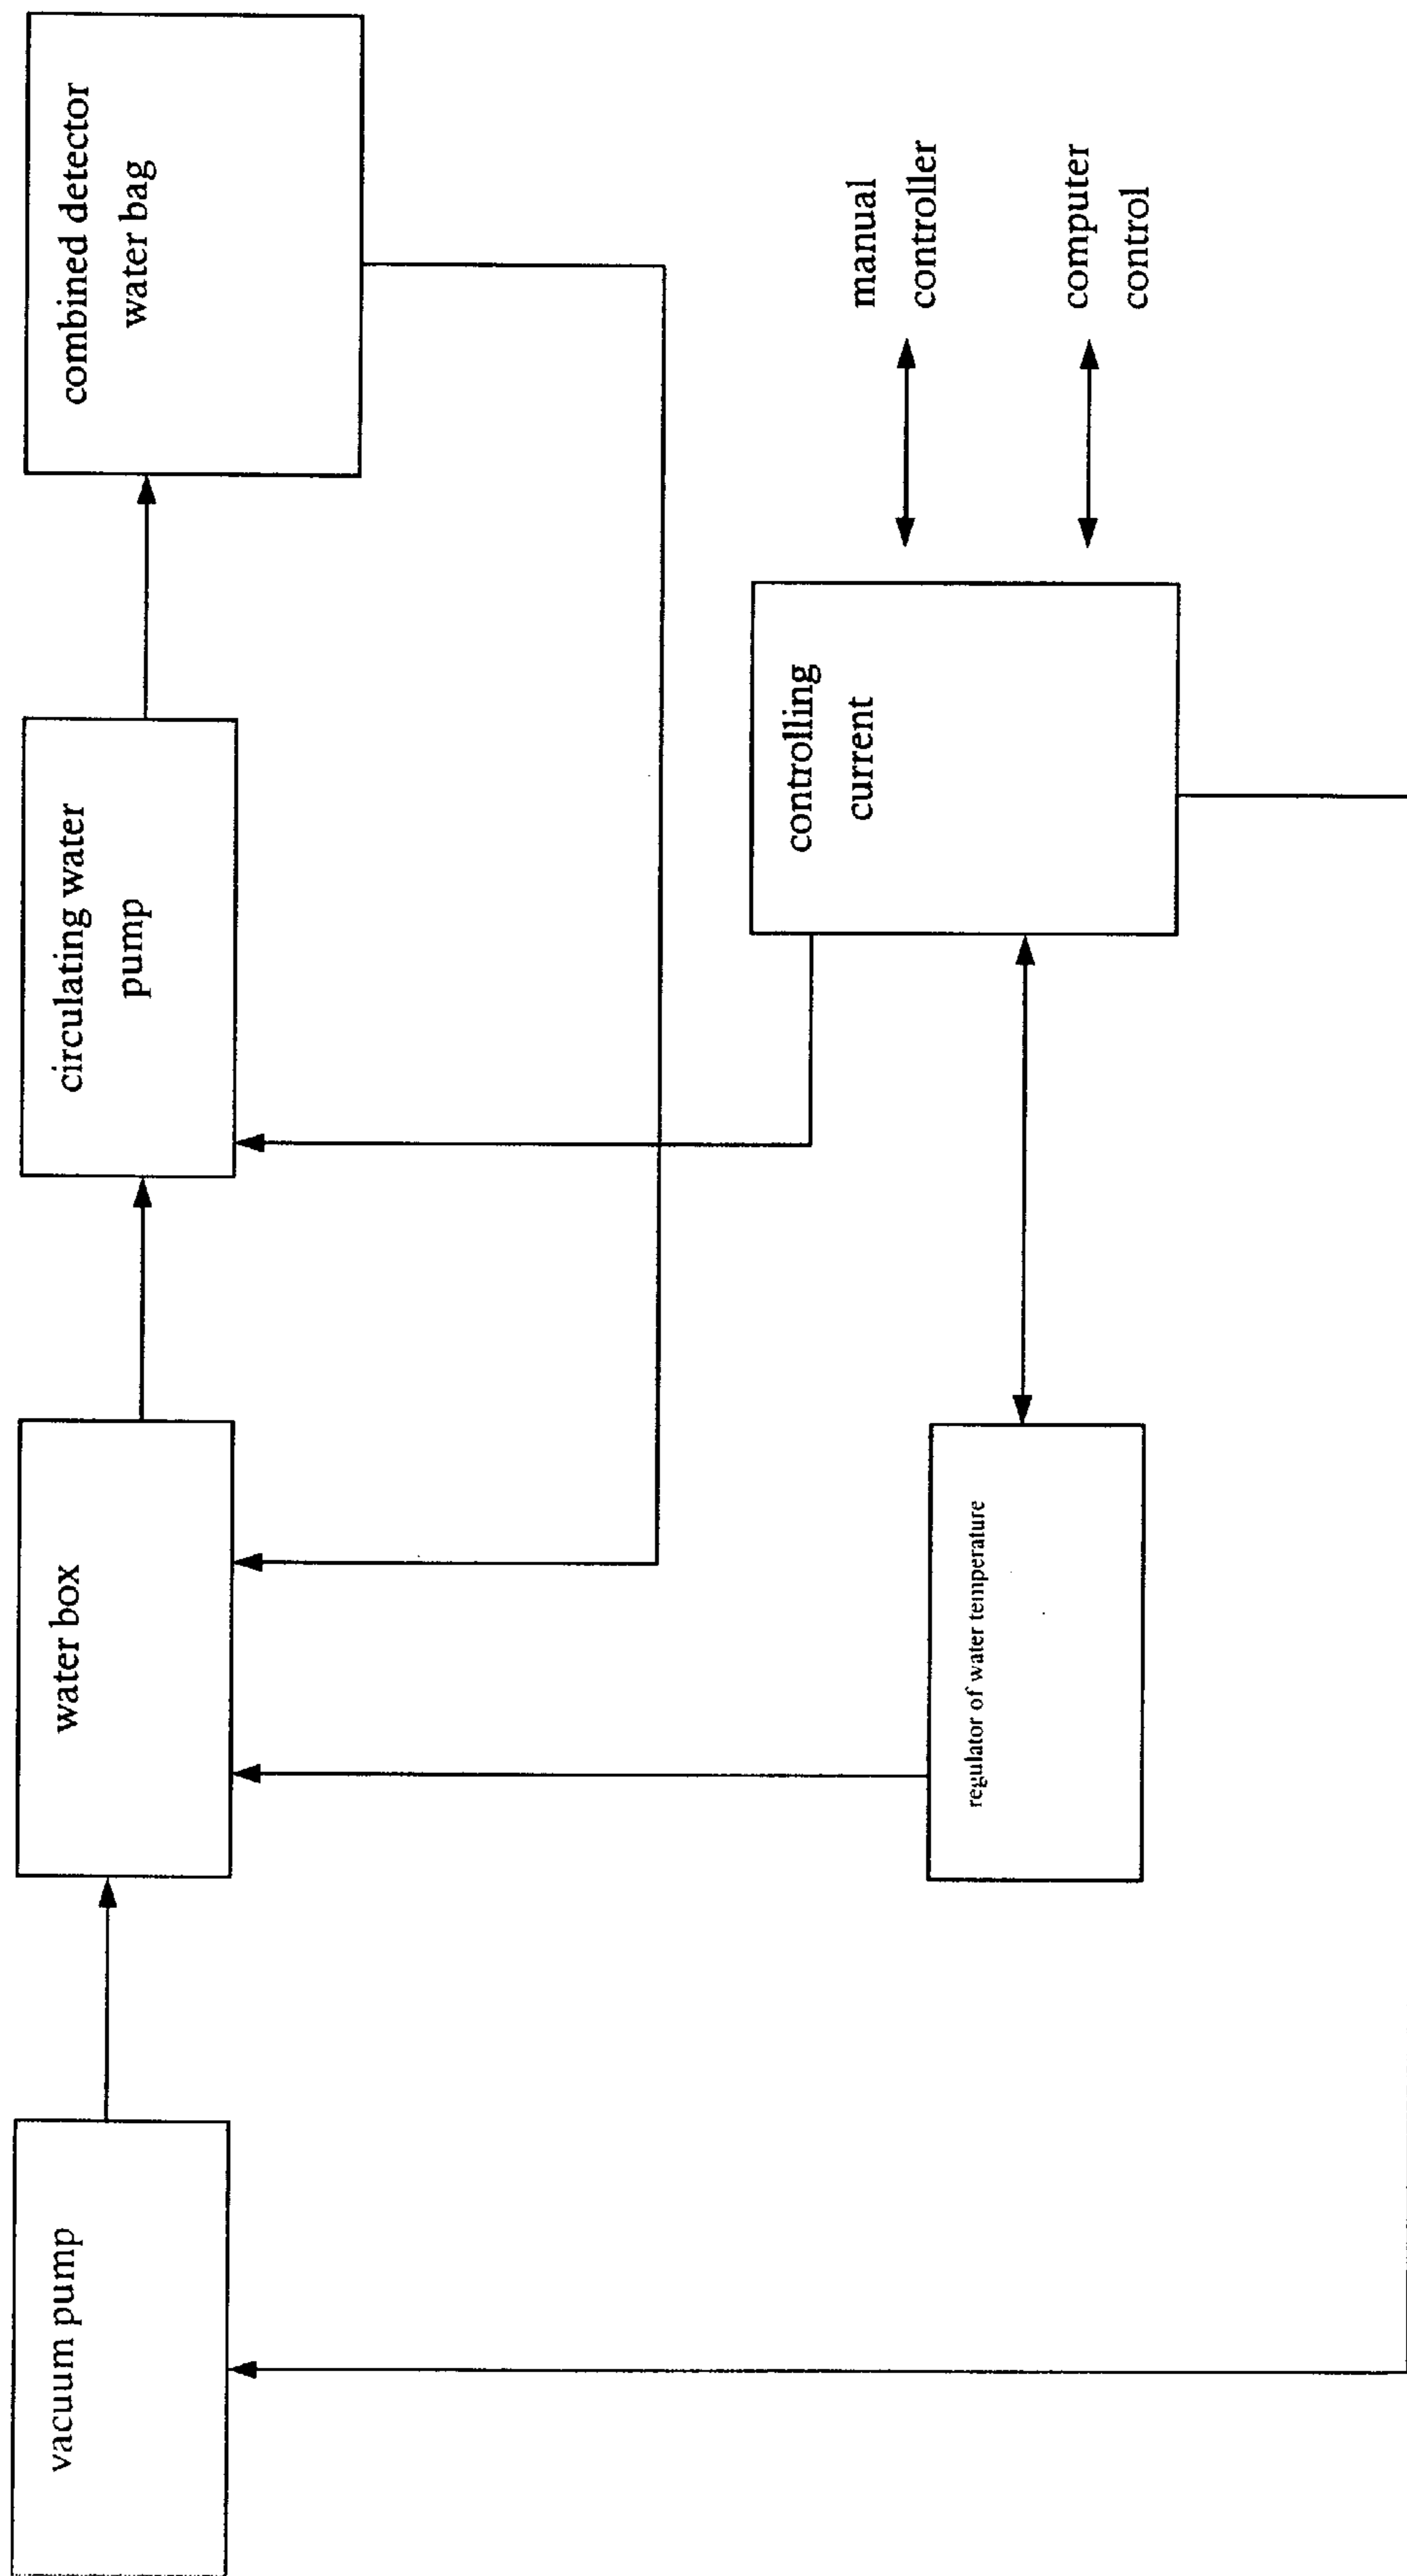 vacuum pump
water box
circulating water
pump
combined detector
water bag
regulator of water temperature
controlling
current
manual
controller
computer
control